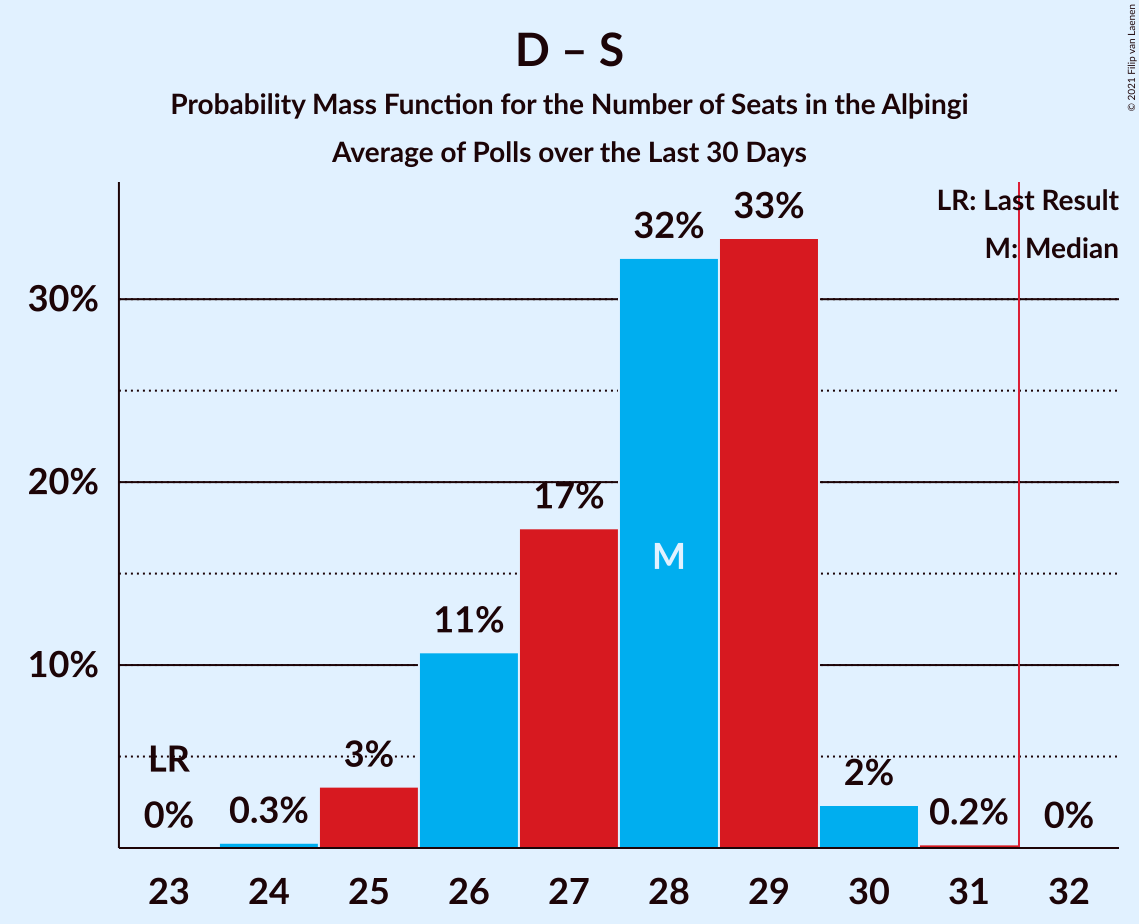 D – S
Probability Mass Function for the Number of Seats in the Alþingi
Average of Polls over the Last 30 Days
© 2021 Filip van Laenen
LR: Last Result
M: Median
30%
20%
10%
LR
0%
0.3%
3%
11%
17%
32%
M
33%
2%
0.2%
0%
23 24 25 26 27 28 29 30 31 32